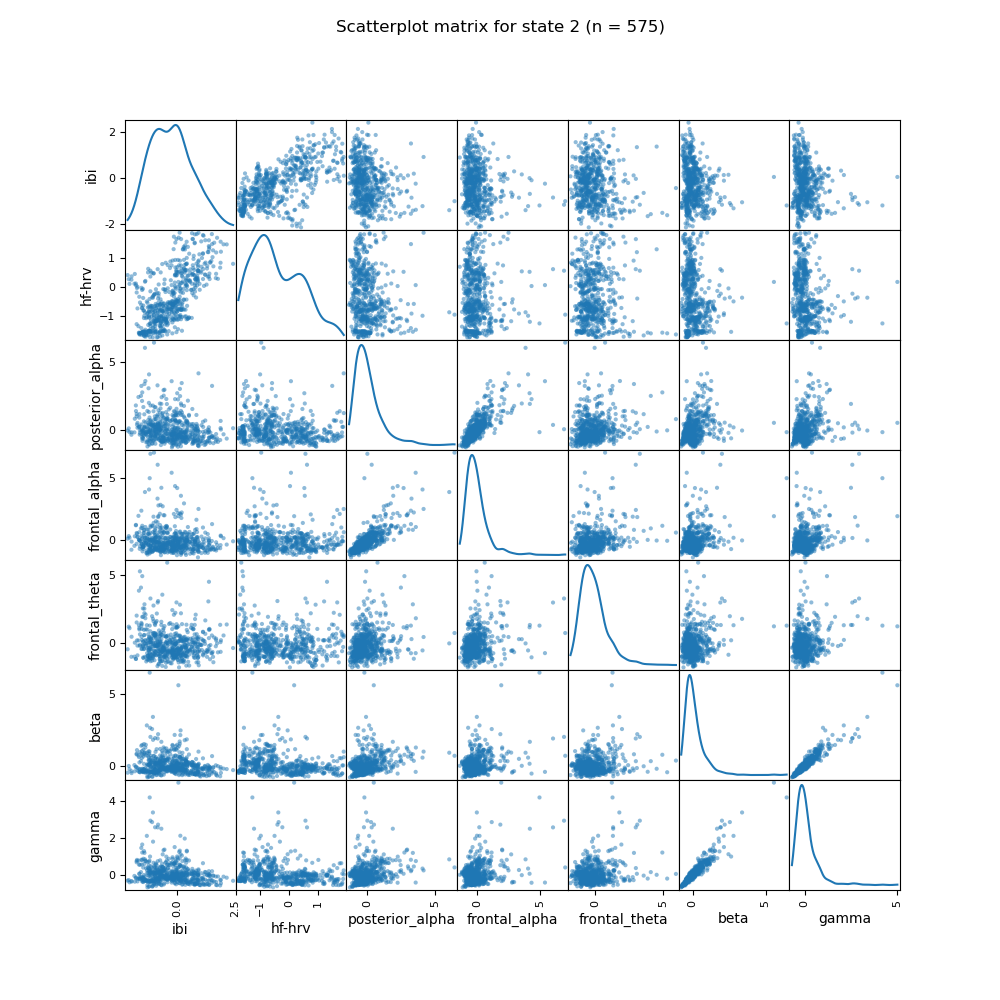 Scatterplot matrix for state 2 (n = 575)
ibi
2
0
−2
hf-hrv
1
0
−1
posterior_alpha
5
0
frontal_alpha
5
0
frontal_theta
5
0
beta
5
0
gamma
4
2
0
0.0
2.5
−1
0
1
0
5
0
5
0
5
0
5
0
5
ibi
hf-hrv
posterior_alpha
frontal_alpha
frontal_theta
beta
gamma